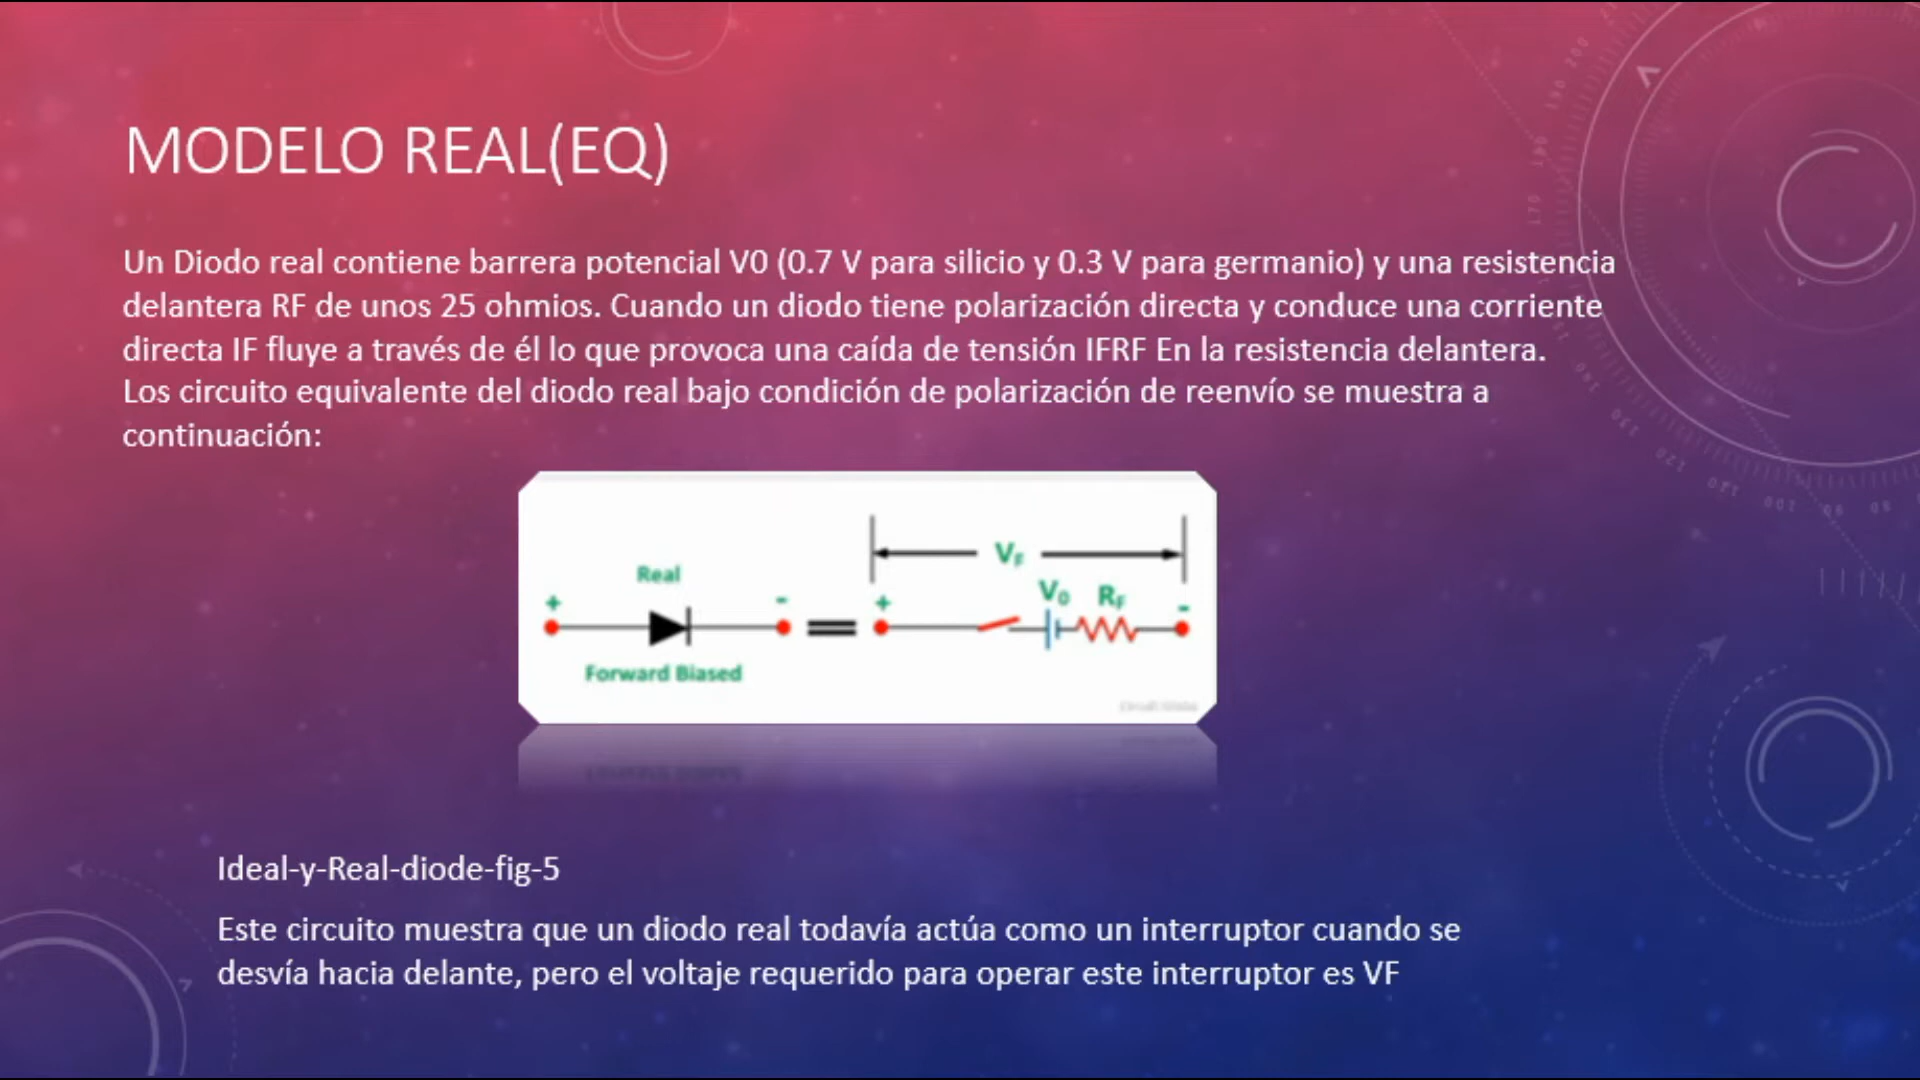 MODELO REAL(EQ)
Un Diodo real contiene barrera potencial V0 (0.7 V para silicio y 0.3 V para germanio) y una resistencia
delantera RF de unos 25 ohmios. Cuando un diodo tiene polarización directa y conduce una corriente
directa IF fluye a través de él lo que provoca una caída de tensión IFRF En la resistencia delantera.
Los circuito equivalente del diodo real bajo condición de polarización de reenvío se muestra a
continuación:
VF
Real
V0 RF
+ - + -
Forward Biased
Ideal-y-Real-diode-fig-5
Este circuito muestra que un diodo real todavía actúa como un interruptor cuando se
desvía hacia delante, pero el voltaje requerido para operar este interruptor es VF